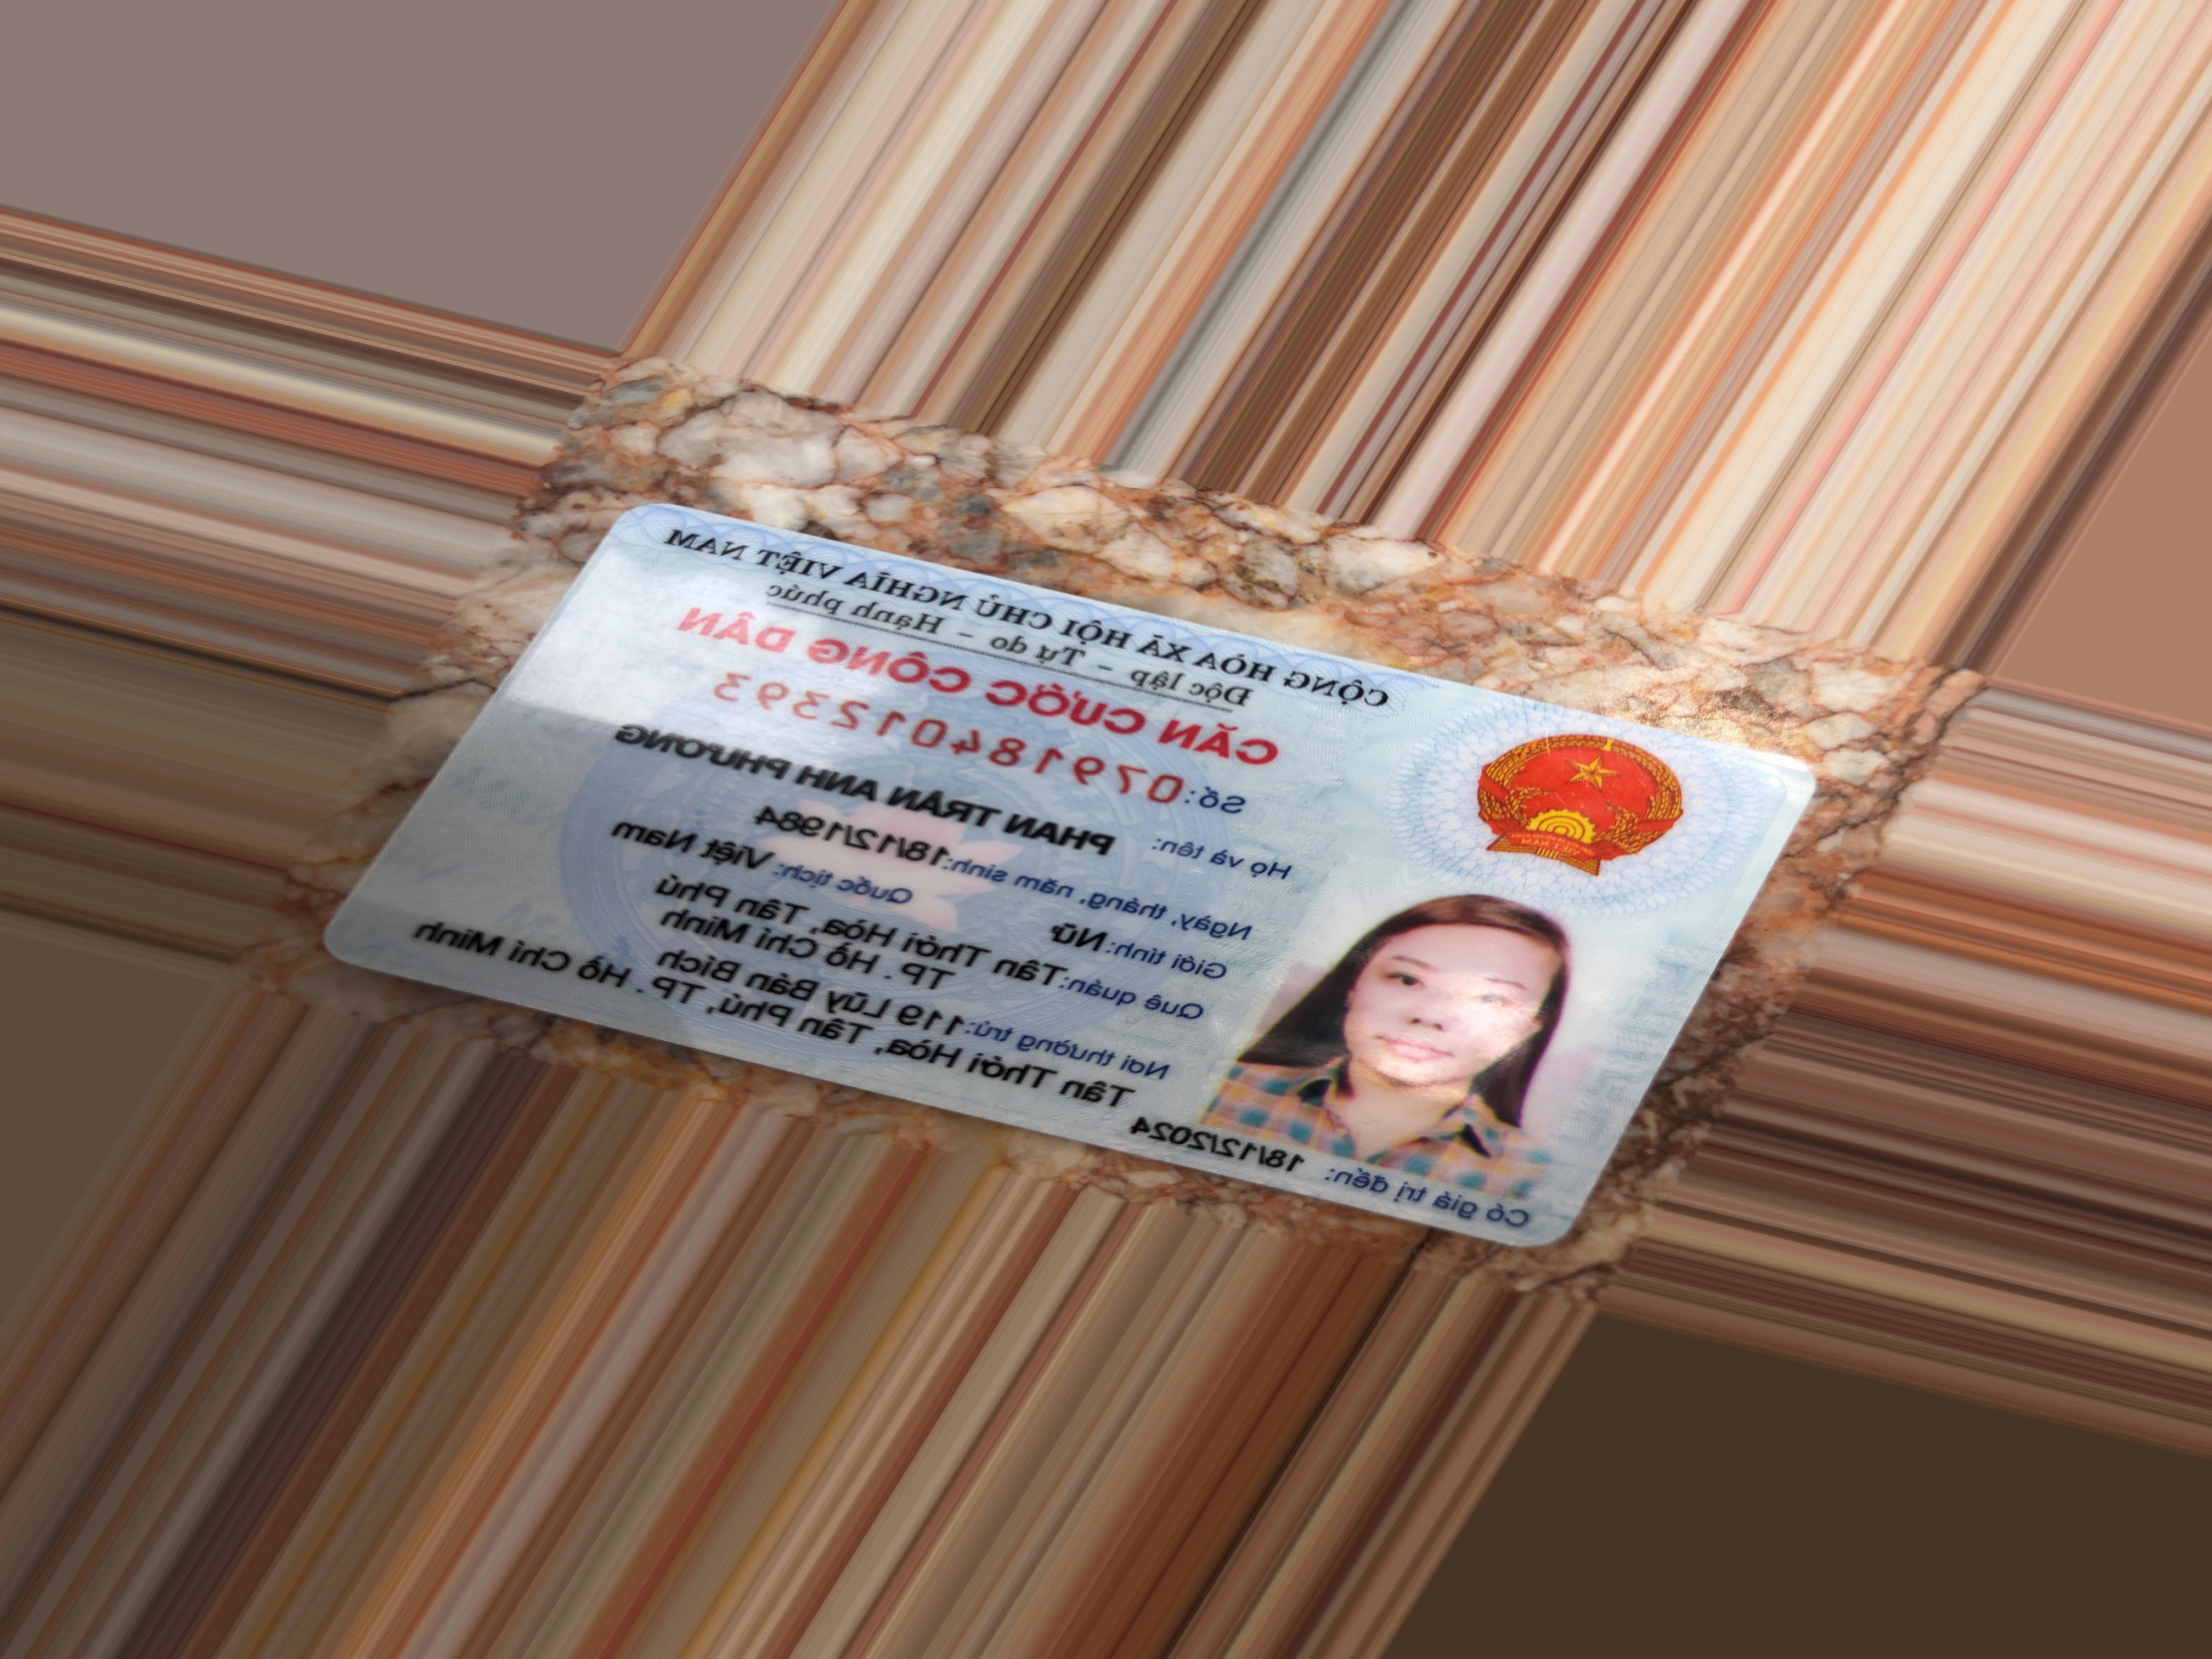 CỘNG HÒA XÃ HỘI CHỦ NGHĨA VIỆT NAM
Độc lập - Tự do - Hạnh phúc
CĂN CƯỚC CÔNG DÂN
Số: 079184012393
Họ và tên: PHAN TRẦN ANH PHƯƠNG
Ngày, tháng, năm sinh: 18/12/1984
Giới tính: Nữ Quốc tịch: Việt Nam
Quê quán: Tân Thới Hòa, Tân Phú
TP. Hồ Chí Minh
Nơi thường trú: 119 Lũy Bán Bích
Tân Thới Hòa, Tân Phú, TP. Hồ Chí Minh
Có giá trị đến: 18/12/2024